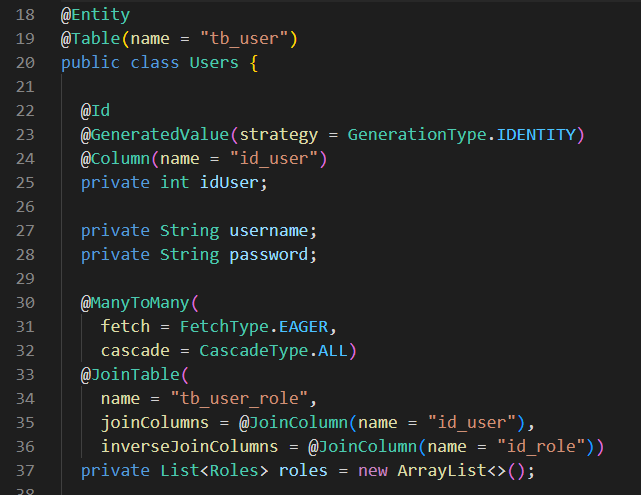 18 @Entity
19 @Table(name = "tb_user")
20 public class Users {
21
22 @Id
23 @GeneratedValue(strategy = GenerationType.IDENTITY)
24 @Column(name = "id_user")
25 private int idUser;
26
27 private String username;
28 private String password;
29
30 @ManyToMany(
31 fetch = FetchType.EAGER,
32 cascade = CascadeType.ALL)
33 @JoinTable(
34 name = "tb_user_role",
35 joinColumns = @JoinColumn(name = "id_user"),
36 inverseJoinColumns = @JoinColumn(name = "id_role"))
37 private List<Roles> roles = new ArrayList<>();
38